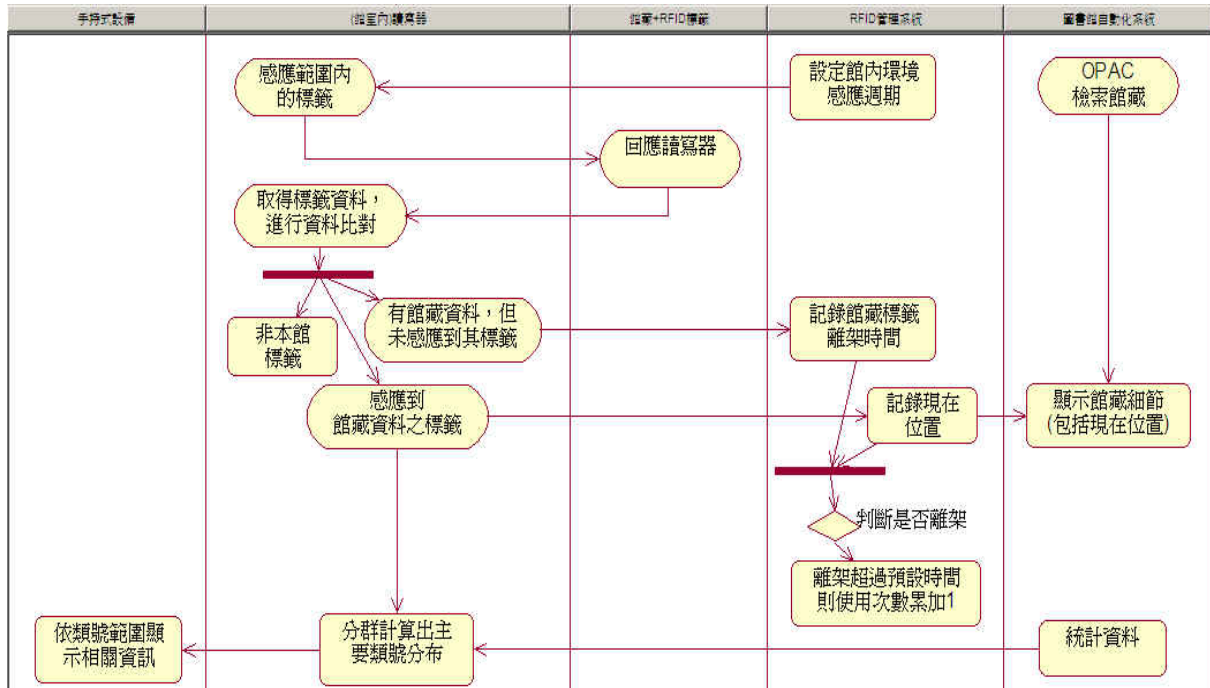 手持式設備
(館室內)讀寫器
館藏+RFID標籤
RFID管理系統
圖書館自動化系統
感應範圍內
的標籤
設定館內環境
感應週期
OPAC
檢索館藏
回應讀寫器
取得標籤資料，
進行資料比對
非本館
標籤
有館藏資料，但
未感應到其標籤
記錄館藏標籤
離架時間
感應到
館藏資料之標籤
記錄現在
位置
顯示館藏細節
(包括現在位置)
判斷是否離架
離架超過預設時間
則使用次數累加1
依類號範圍顯
示相關資訊
分群計算出主
要類號分布
統計資料